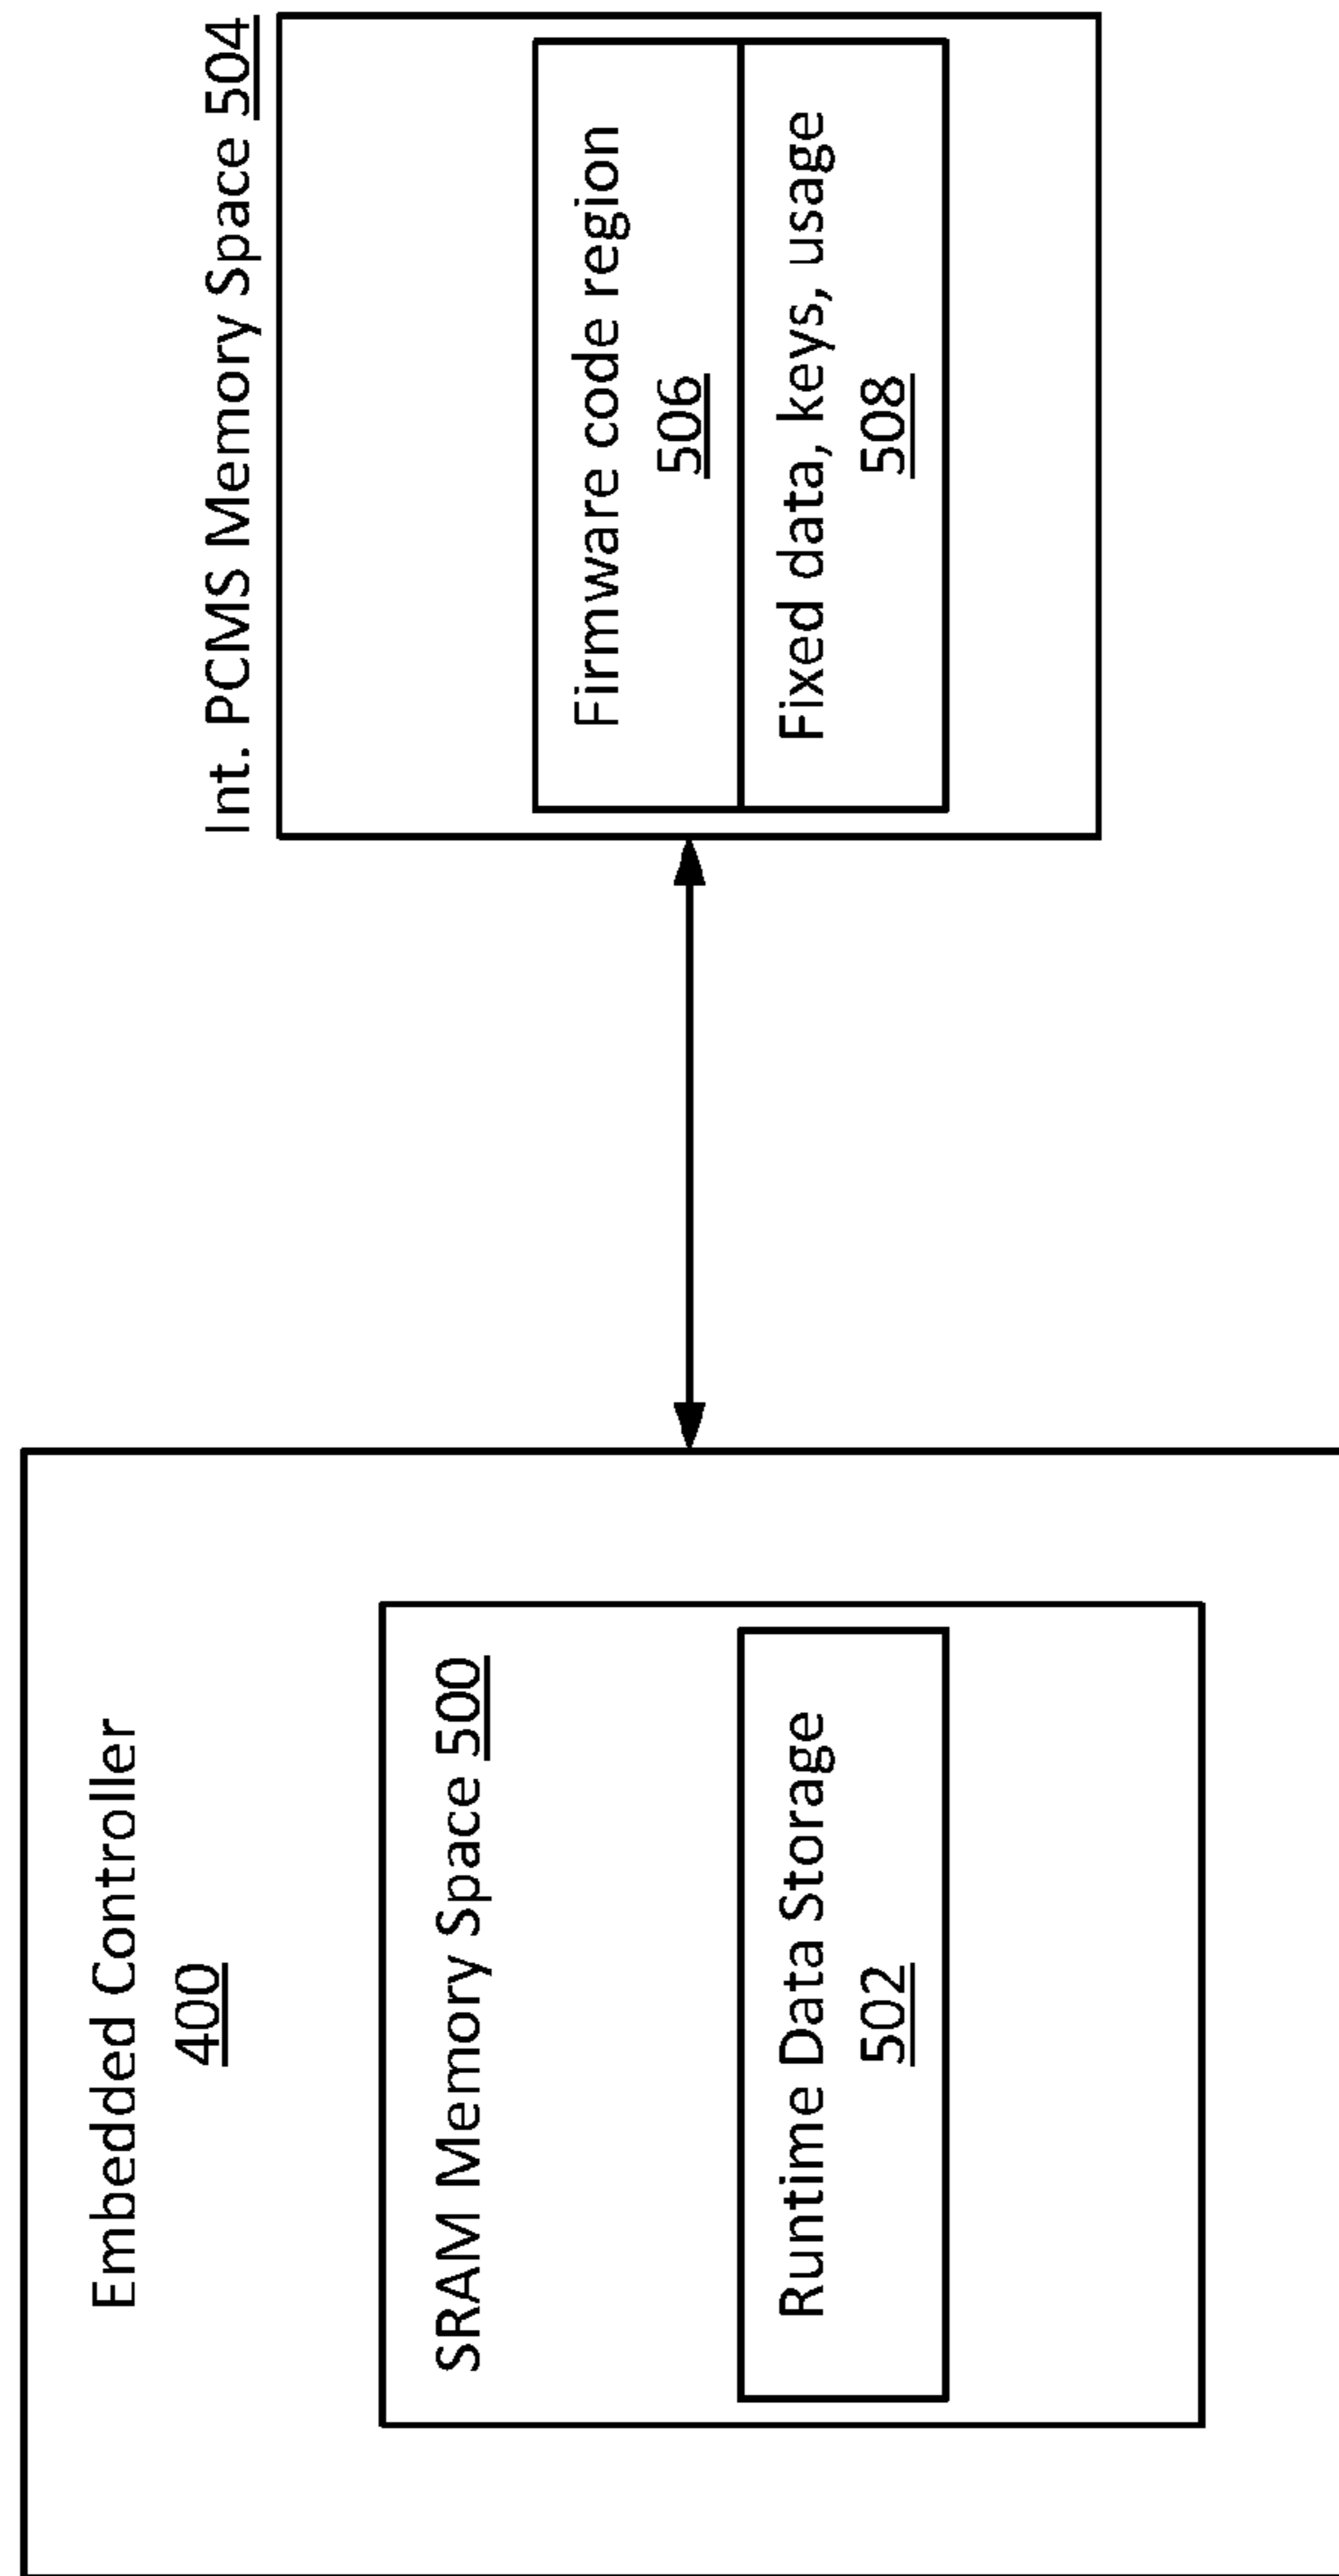 Embedded Controller
400
SRAM Memory Space 500
Runtime Data Storage
502
Int. PCMS Memory Space 504
Firmware code region
506
Fixed data, keys, usage
508